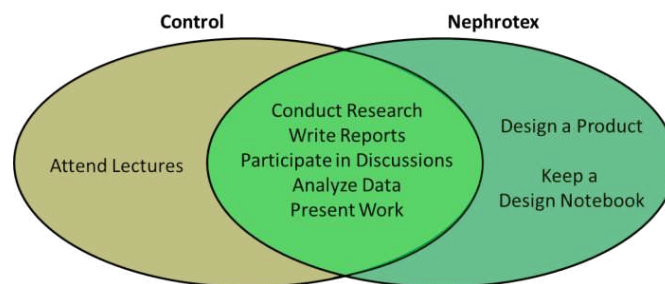 Control
Nephrotex
Attend Lectures
Conduct Research
Write Reports
Participate in Discussions
Analyze Data
Present Work
Design a Product
Keep a
Design Notebook